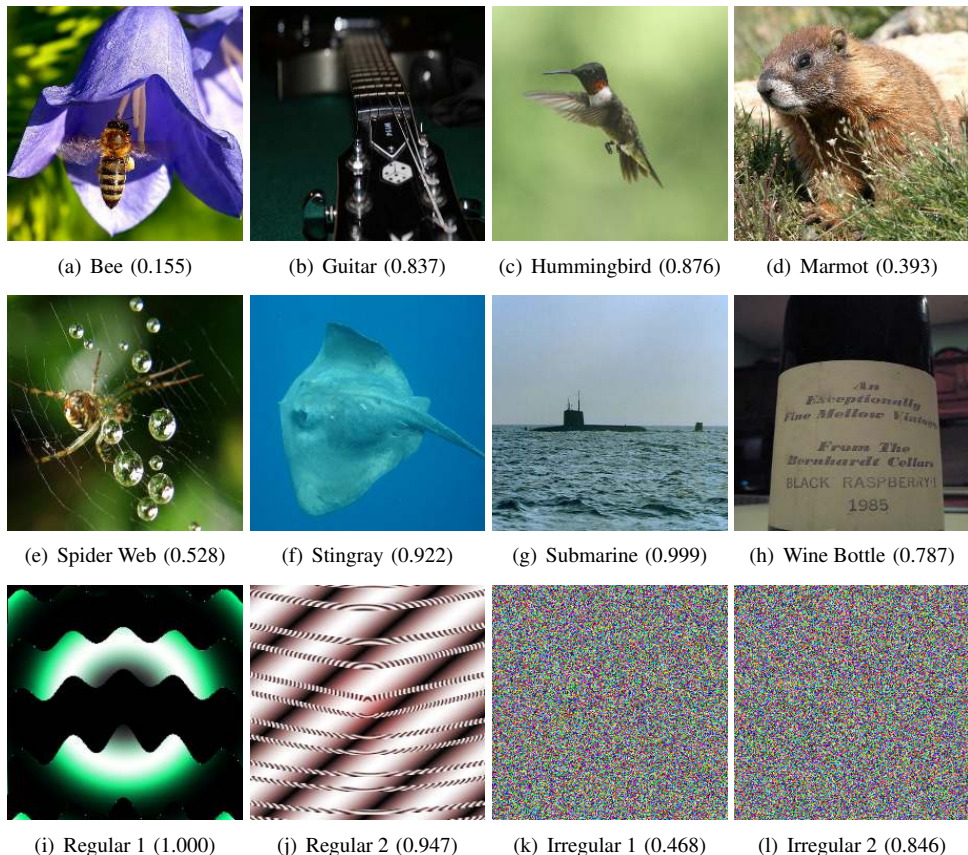 (a) Bee (0.155)
(b) Guitar (0.837)
(c) Hummingbird (0.876)
(d) Marmot (0.393)
An
Exceptionally
Fine Mellow
From The
Bernhardt Cellars
BLACK RASPBERRY
1985
(e) Spider Web (0.528)
(f) Stingray (0.922)
(g) Submarine (0.999)
(h) Wine Bottle (0.787)
(i) Regular 1 (1.000)
(j) Regular 2 (0.947)
(k) Irregular 1 (0.468)
(l) Irregular 2 (0.846)